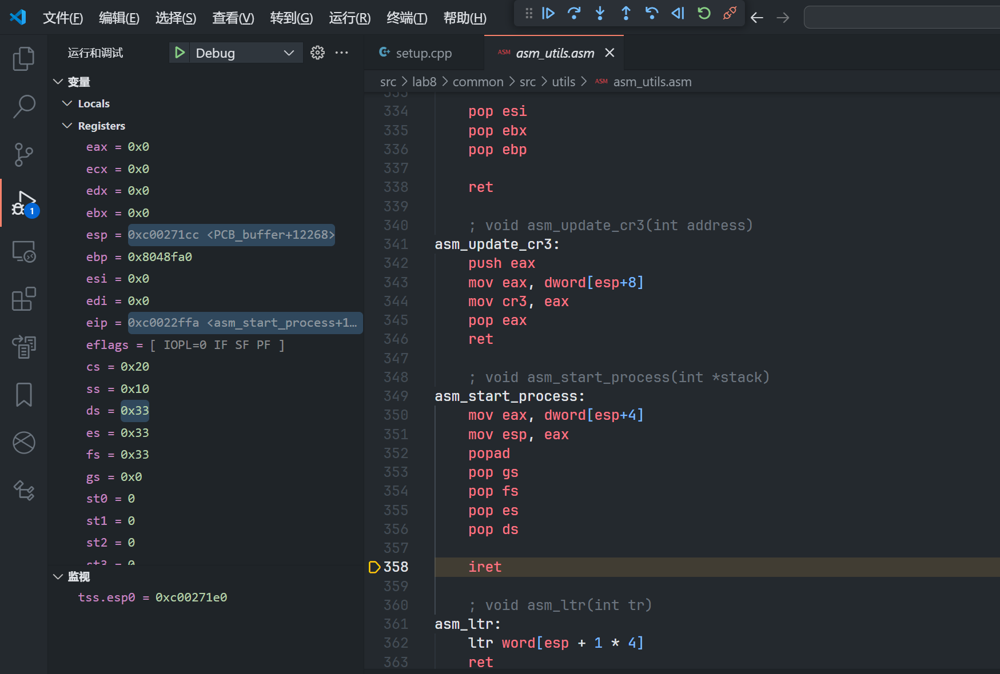 文件(F) 编辑(E) 选择(S) 查看(V) 转到(G) 运行(R) 终端(T) 帮助(H)
运行和调试 Debug ···
setup.cpp
ASM asm_utils.asm
src > lab8 > common > src > utils > ASM asm_utils.asm
变量
Locals
Registers
eax = 0x0
ecx = 0x0
edx = 0x0
ebx = 0x0
esp = 0xc00271cc <PCB_buffer+12268>
ebp = 0x8048fa0
esi = 0x0
edi = 0x0
eip = 0xc0022ffa <asm_start_process+1...
eflags = [ IOPL=0 IF SF PF ]
cs = 0x20
ss = 0x10
ds = 0x33
es = 0x33
fs = 0x33
gs = 0x0
st0 = 0
st1 = 0
st2 = 0
st3 = 0
监视
tss.esp0 = 0xc00271e0
1
333
334 pop esi
335 pop ebx
336 pop ebp
337
338 ret
339
340 ; void asm_update_cr3(int address)
341 asm_update_cr3:
342 push eax
343 mov eax, dword[esp+8]
344 mov cr3, eax
345 pop eax
346 ret
347
348 ; void asm_start_process(int *stack)
349 asm_start_process:
350 mov eax, dword[esp+4]
351 mov esp, eax
352 popad
353 pop gs
354 pop fs
355 pop es
356 pop ds
357
358 iret
359
360 ; void asm_ltr(int tr)
361 asm_ltr:
362 ltr word[esp + 1 * 4]
363 ret